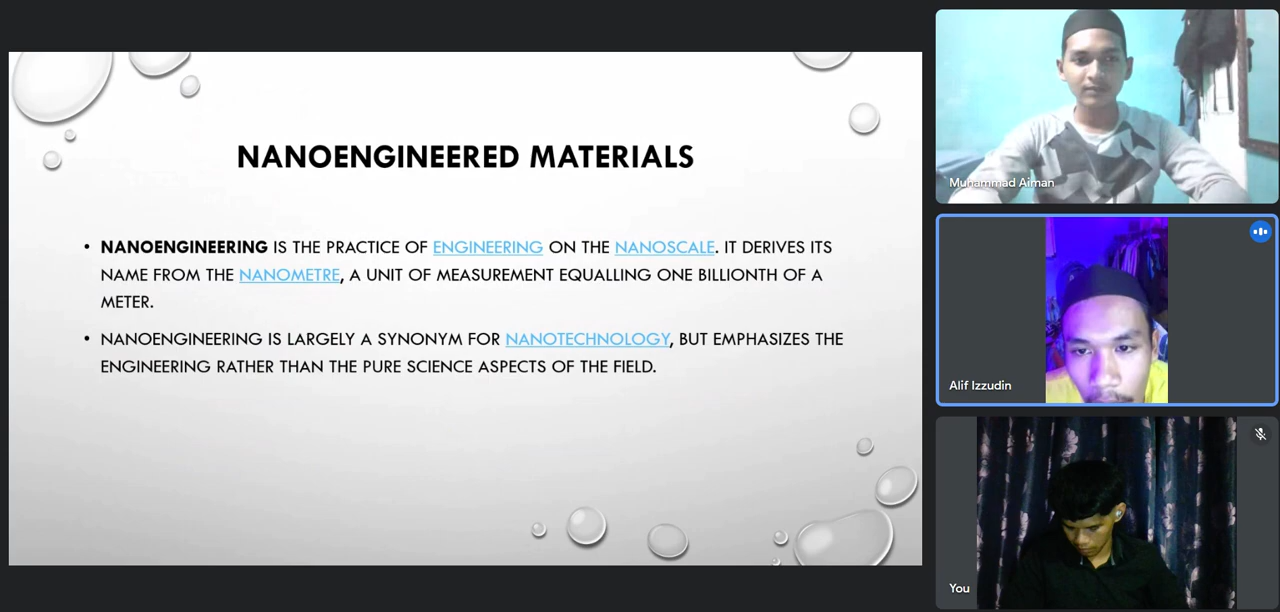 NANOENGINEERED MATERIALS
• NANOENGINEERING IS THE PRACTICE OF ENGINEERING ON THE NANOSCALE. IT DERIVES ITS
NAME FROM THE NANOMETRE, A UNIT OF MEASUREMENT EQUALLING ONE BILLIONTH OF A
METER.
• NANOENGINEERING IS LARGELY A SYNONYM FOR NANOTECHNOLOGY, BUT EMPHASIZES THE
ENGINEERING RATHER THAN THE PURE SCIENCE ASPECTS OF THE FIELD.
Muhammad Aiman
Alif Izzudin
You